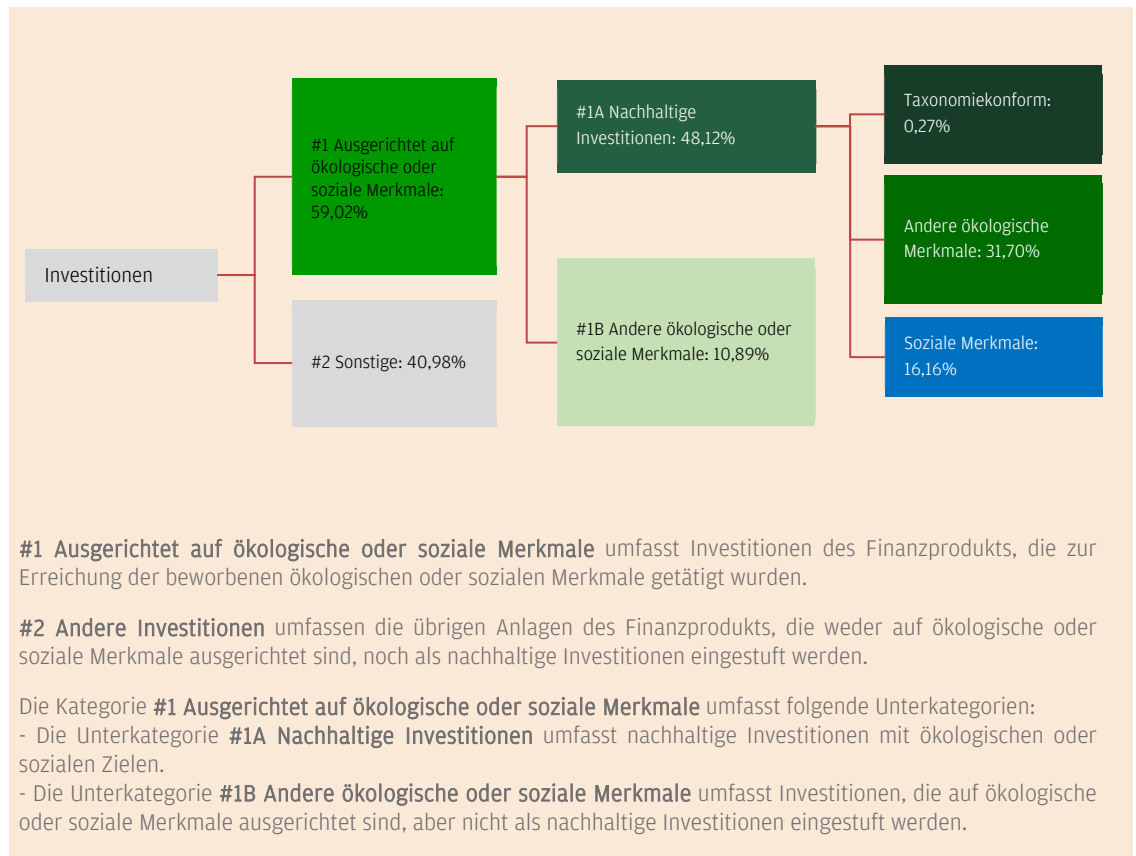 Investitionen
#1 Ausgerichtet auf
ökologische oder
soziale Merkmale:
59,02%
#2 Sonstige: 40,98%
#1A Nachhaltige
Investitionen: 48,12%
#1B Andere ökologische oder
soziale Merkmale: 10,89%
Taxonomiekonform:
0,27%
Andere ökologische
Merkmale: 31,70%
Soziale Merkmale:
16,16%
#1 Ausgerichtet auf ökologische oder soziale Merkmale umfasst Investitionen des Finanzprodukts, die zur
Erreichung der beworbenen ökologischen oder sozialen Merkmale getätigt wurden.
#2 Andere Investitionen umfassen die übrigen Anlagen des Finanzprodukts, die weder auf ökologische oder
soziale Merkmale ausgerichtet sind, noch als nachhaltige Investitionen eingestuft werden.
Die Kategorie #1 Ausgerichtet auf ökologische oder soziale Merkmale umfasst folgende Unterkategorien:
- Die Unterkategorie #1A Nachhaltige Investitionen umfasst nachhaltige Investitionen mit ökologischen oder
sozialen Zielen.
- Die Unterkategorie #1B Andere ökologische oder soziale Merkmale umfasst Investitionen, die auf ökologische
oder soziale Merkmale ausgerichtet sind, aber nicht als nachhaltige Investitionen eingestuft werden.